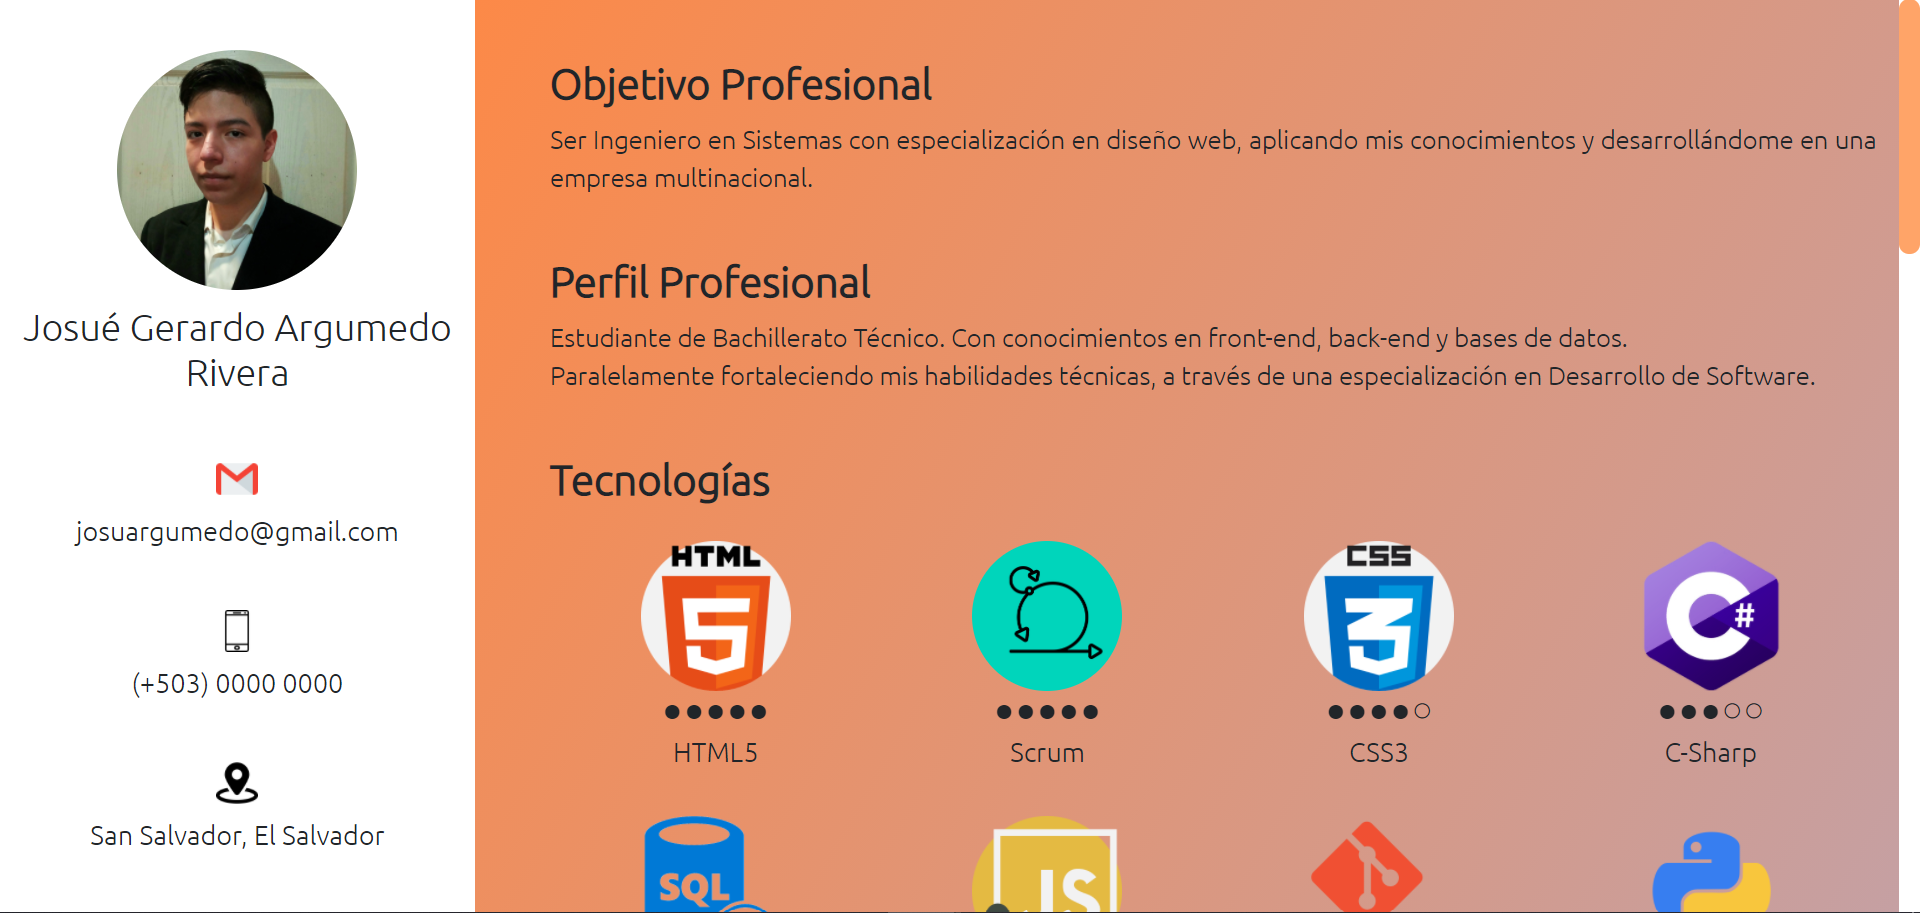 Josué Gerardo Argumedo
Rivera
josuargumedo@gmail.com
(+503) 0000 0000
San Salvador, El Salvador
Objetivo Profesional
Ser Ingeniero en Sistemas con especialización en diseño web, aplicando mis conocimientos y desarrollándome en una
empresa multinacional.
Perfil Profesional
Estudiante de Bachillerato Técnico. Con conocimientos en front-end, back-end y bases de datos.
Paralelamente fortaleciendo mis habilidades técnicas, a través de una especialización en Desarrollo de Software.
Tecnologías
HTML
5
CSS
3
C#
HTML5
Scrum
CSS3
C-Sharp
SQL
JS